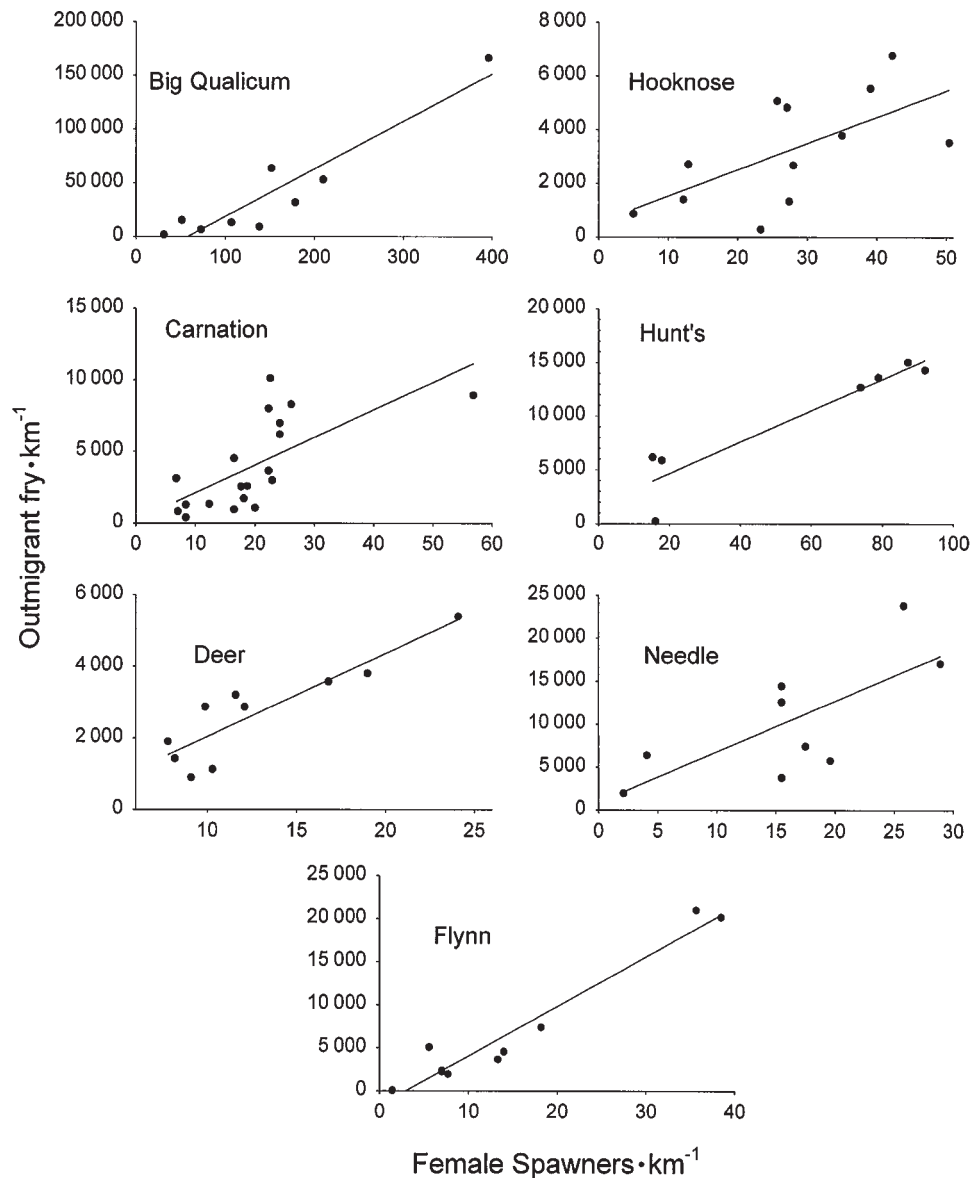 Outmigrant fry·km⁻¹
Female Spawners·km⁻¹
Big Qualicum
200 000
150 000
100 000
50 000
0
0 100 200 300 400
Hooknose
8 000
6 000
4 000
2 000
0
0 10 20 30 40 50
Carnation
15 000
10 000
5 000
0
0 10 20 30 40 50 60
Hunt's
20 000
15 000
10 000
5 000
0
0 20 40 60 80 100
Deer
6 000
4 000
2 000
0
10 15 20 25
Needle
25 000
20 000
15 000
10 000
5 000
0
0 5 10 15 20 25 30
Flynn
25 000
20 000
15 000
10 000
5 000
0
0 10 20 30 40